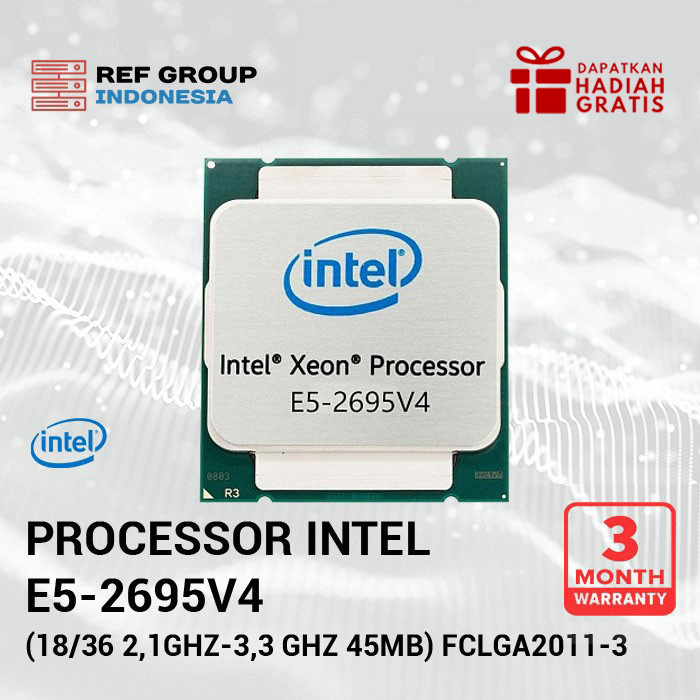 REF GROUP
INDONESIA
DAPATKAN
HADIAH
GRATIS
intel
Intel® Xeon® Processor
E5-2695V4
0803
R3
intel
PROCESSOR INTEL
E5-2695V4
(18/36 2,1GHZ-3,3 GHZ 45MB) FCLGA2011-3
3
MONTH
WARRANTY